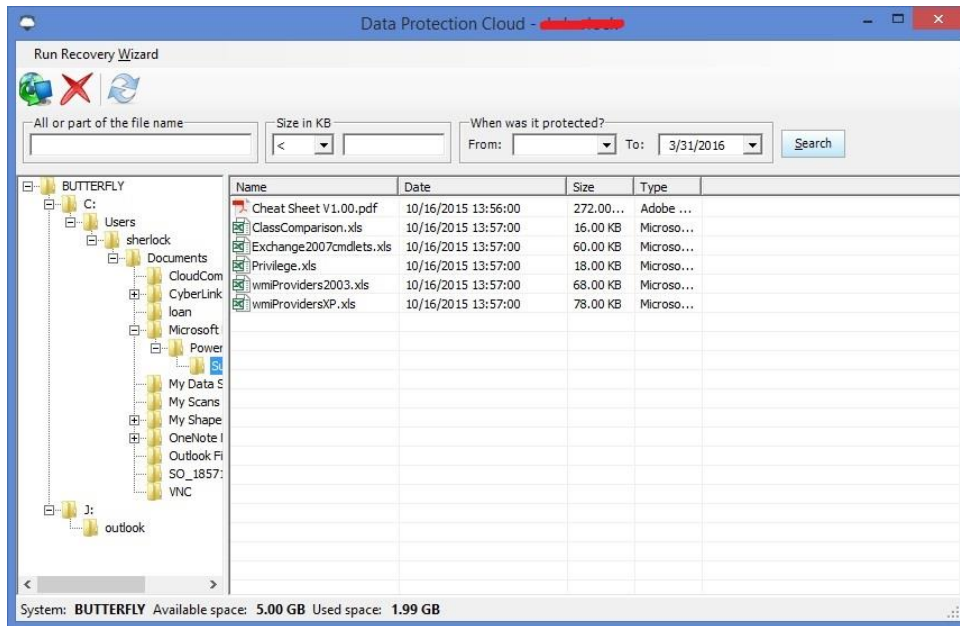 Data Protection Cloud -
Run Recovery Wizard
All or part of the file name
Size in KB
When was it protected?
<
From:
To:
3/31/2016
Search
BUTTERFLY
C:
Users
sherlock
Documents
CloudCom
CyberLink
loan
Microsoft
Power
Su
My Data S
My Scans
My Shape
OneNote
Outlook Fi
SO_1857
VNC
J:
outlook
Name Date Size Type
Cheat Sheet V1.00.pdf 10/16/2015 13:56:00 272.00... Adobe ...
ClassComparison.xls 10/16/2015 13:57:00 16.00 KB Microso...
Exchange2007cmdlets.xls 10/16/2015 13:57:00 60.00 KB Microso...
Privilege.xls 10/16/2015 13:57:00 18.00 KB Microso...
wmiProviders2003.xls 10/16/2015 13:57:00 68.00 KB Microso...
wmiProvidersXP.xls 10/16/2015 13:57:00 78.00 KB Microso...
System: BUTTERFLY Available space: 5.00 GB Used space: 1.99 GB